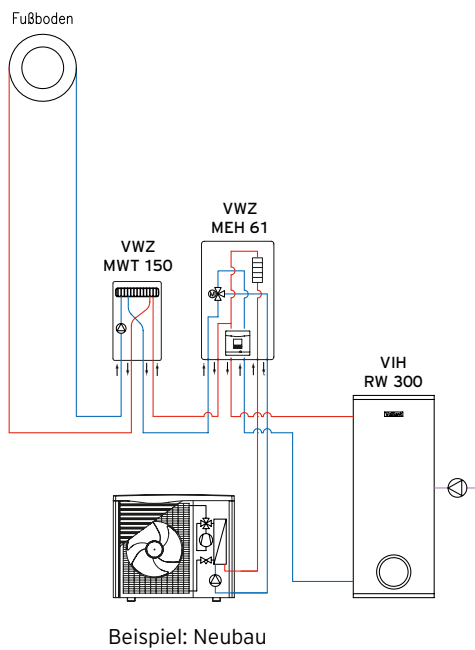 Fußboden
VWZ
MEH 61
VWZ
MWT 150
M
VIH
RW 300
Beispiel: Neubau